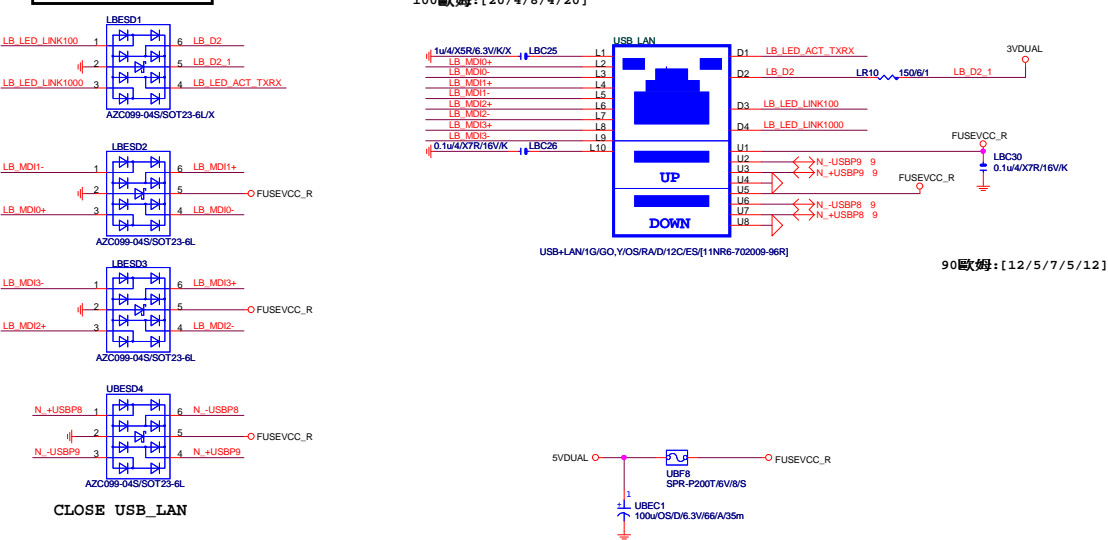 100歐姆:[20/4/8/4/20]
LBESD1
LB_LED_LINK100 1 6 LB_D2
2 5 LB_D2_1
LB_LED_LINK1000 3 4 LB_LED_ACT_TXRX
AZC099-04S/SOT23-6L/X
LBESD2
LB_MDI1- 1 6 LB_MDI1+
2 5 FUSEVCC_R
LB_MDI0+ 3 4 LB_MDI0-
AZC099-04S/SOT23-6L
LBESD3
LB_MDI3- 1 6 LB_MDI3+
2 5 FUSEVCC_R
LB_MDI2+ 3 4 LB_MDI2-
AZC099-04S/SOT23-6L
UBESD4
N_+USBP8 1 6 N_-USBP8
2 5 FUSEVCC_R
N_-USBP9 3 4 N_+USBP9
AZC099-04S/SOT23-6L
CLOSE USB_LAN
USB_LAN
1u/4/X5R/6.3V/K/X LBC25 L1
LB_MDI0+ L2
LB_MDI0- L3
LB_MDI1+ L4
LB_MDI1- L5
LB_MDI2+ L6
LB_MDI2- L7
LB_MDI3+ L8
LB_MDI3- L9
0.1u/4/X7R/16V/K LBC26 L10
UP
DOWN
D1 LB_LED_ACT_TXRX
3VDUAL
D2 LB_D2 LR10 150/6/1 LB_D2_1
D3 LB_LED_LINK100
D4 LB_LED_LINK1000
FUSEVCC_R
U1
U2 N_-USBP9 9
U3 N_+USBP9 9
U4
U5 FUSEVCC_R
U6 N_-USBP8 9
U7 N_+USBP8 9
U8
LBC30
0.1u/4/X7R/16V/K
USB+LAN/1G/GO,Y/OS/RA/D/12C/ES/[11NR6-702009-96R]
90歐姆:[12/5/7/5/12]
5VDUAL FUSEVCC_R
UBF8
SPR-P200T/6V/8/S
1
+
UBEC1
100u/OS/D/6.3V/66/A/35m